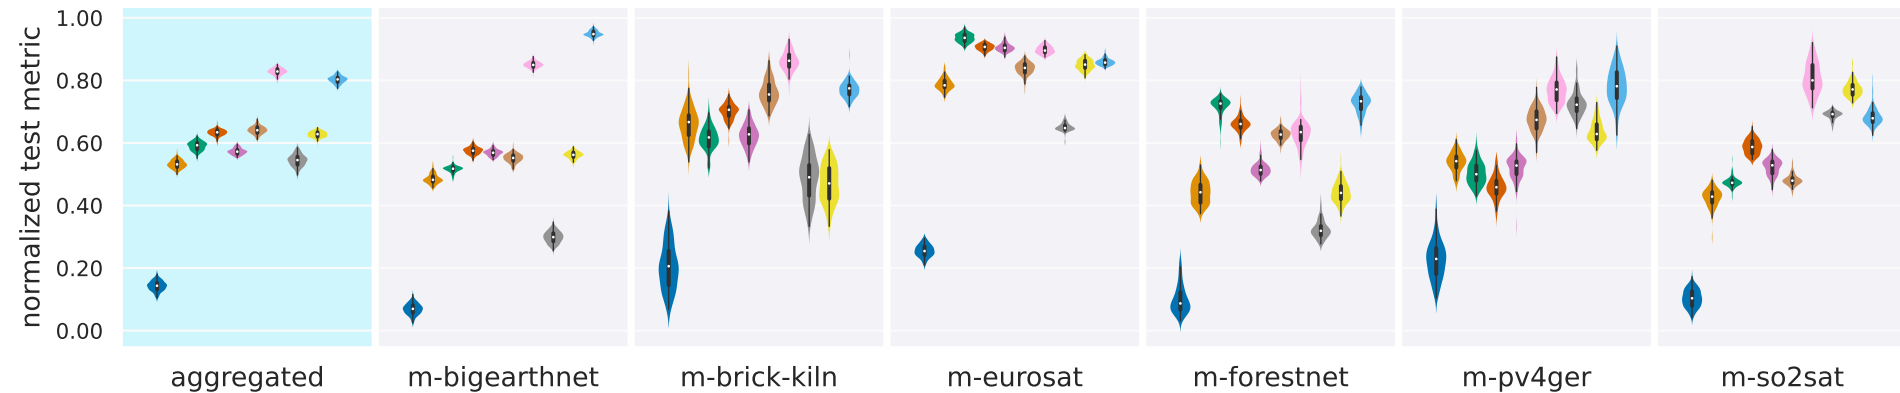 normalized test metric
1.00
0.80
0.60
0.40
0.20
0.00
aggregated
m-bigearthnet
m-brick-kiln
m-eurosat
m-forestnet
m-pv4ger
m-so2sat